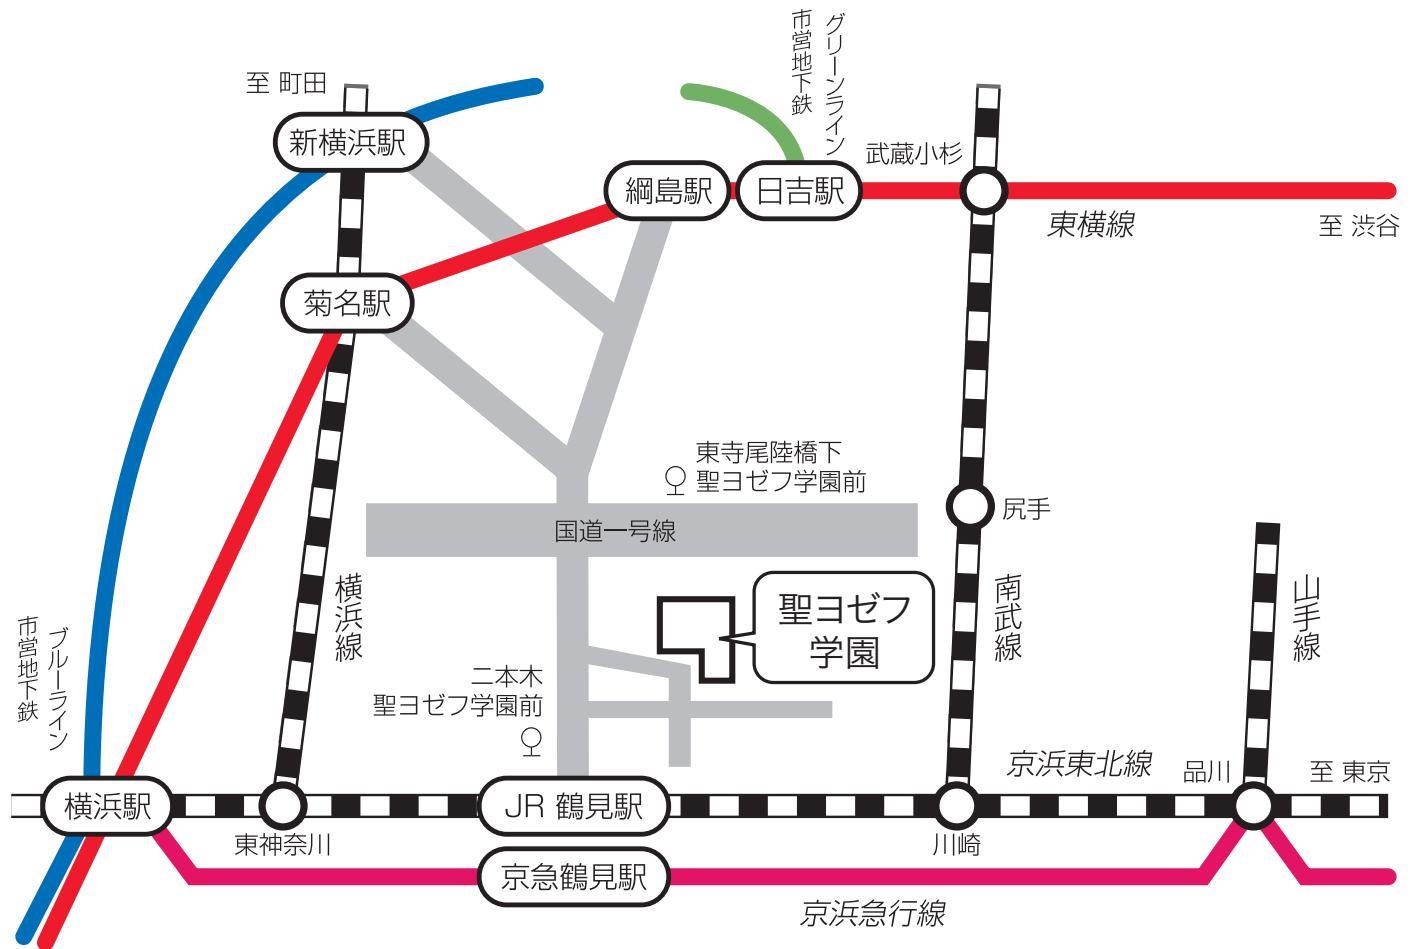 市営地下鉄
グリーンライン
至 町田
新横浜駅
武蔵小杉
綱島駅
日吉駅
東横線
至 渋谷
菊名駅
東寺尾陸橋下
聖ヨゼフ学園前
国道一号線
尻手
横浜線
聖ヨゼフ
学園
南武線
山手線
市営地下鉄
ブルーライン
二本木
聖ヨゼフ学園前
京浜東北線
品川
至 東京
横浜駅
JR 鶴見駅
東神奈川
川崎
京急鶴見駅
京浜急行線